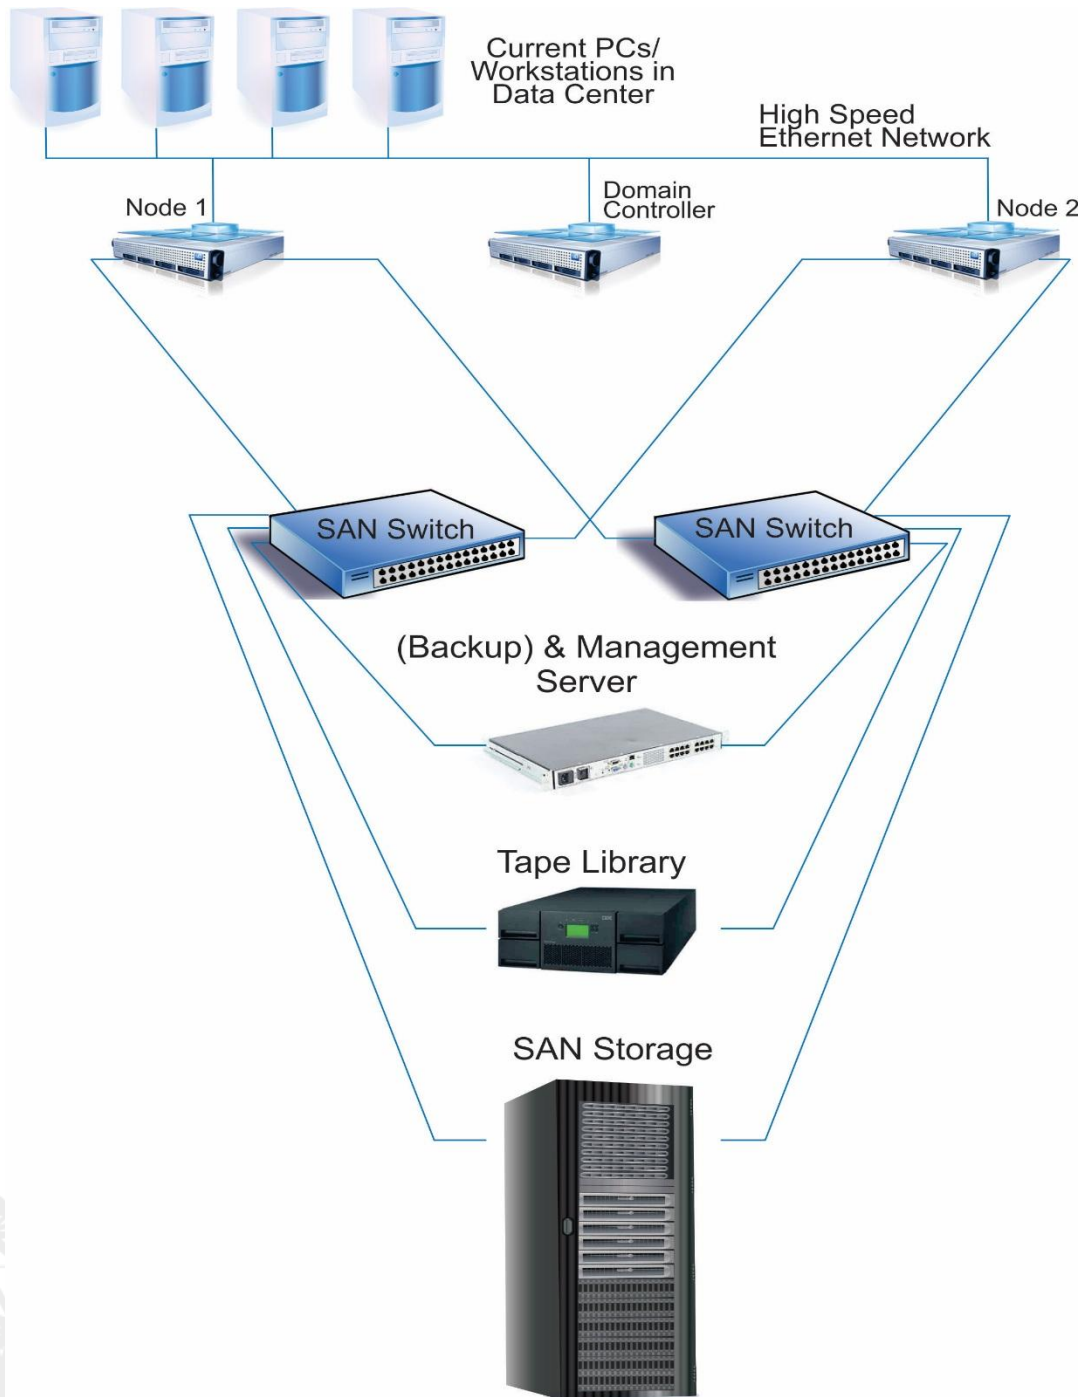 Current PCs/
Workstations in
Data Center
High Speed
Ethernet Network
Node 1
Domain
Controller
Node 2
SAN Switch
SAN Switch
(Backup) & Management
Server
Tape Library
SAN Storage